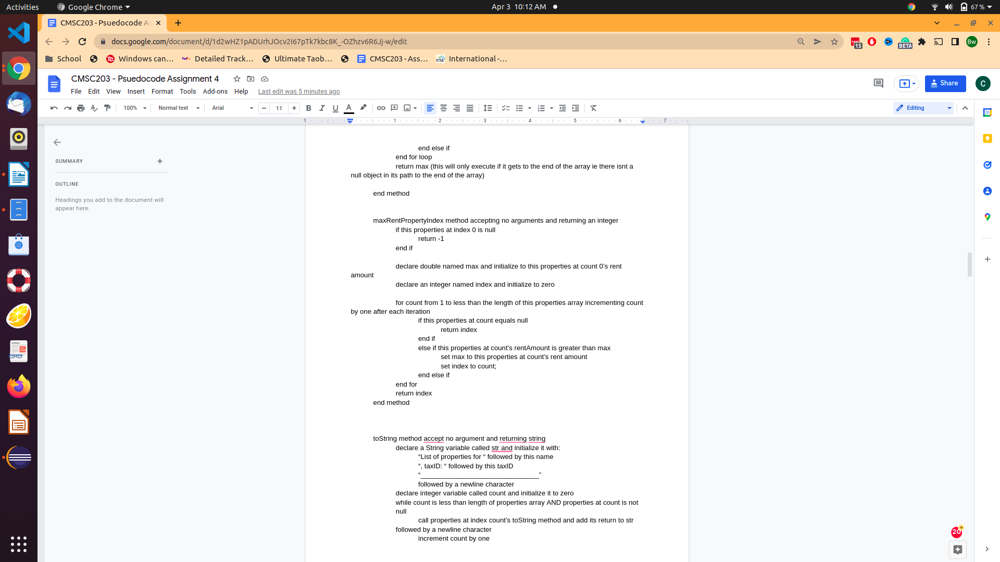 Activities
Google Chrome
Apr 3 10:12 AM
67 %
CMSC203 - Psuedocode As
docs.google.com/document/d/1d2wHZ1pADUrhJOcv2I67pTk7kbc8K_-OZhzv6R6Jj-w/edit
15
BETA
Bw
School
Windows can…
Detailed Track…
Ultimate Taob…
CMSC203 - Ass…
International -…
CMSC203 - Psuedocode Assignment 4
File Edit View Insert Format Tools Add-ons Help Last edit was 5 minutes ago
Share
C
100% Normal text Arial 11
Editing
1 1 2 3 4 5 6 7
SUMMARY
OUTLINE
Headings you add to the document will
appear here.
end else if
end for loop
return max (this will only execute if it gets to the end of the array ie there isnt a
null object in its path to the end of the array)
end method
maxRentPropertyIndex method accepting no arguments and returning an integer
if this properties at index 0 is null
return -1
end if
declare double named max and initialize to this properties at count 0’s rent
amount
declare an integer named index and initialize to zero
for count from 1 to less than the length of this properties array incrementing count
by one after each iteration
if this properties at count equals null
return index
end if
else if this properties at count’s rentAmount is greater than max
set max to this properties at count’s rent amount
set index to count;
end else if
end for
return index
end method
toString method accept no argument and returning string
declare a String variable called str and initialize it with:
“List of properties for “ followed by this name
“, taxID: “ followed by this taxID
“________________________________”
followed by a newline character
declare integer variable called count and initialize it to zero
while count is less than length of properties array AND properties at count is not
null
call properties at index count’s toString method and add its return to str
followed by a newline character
increment count by one
20
31